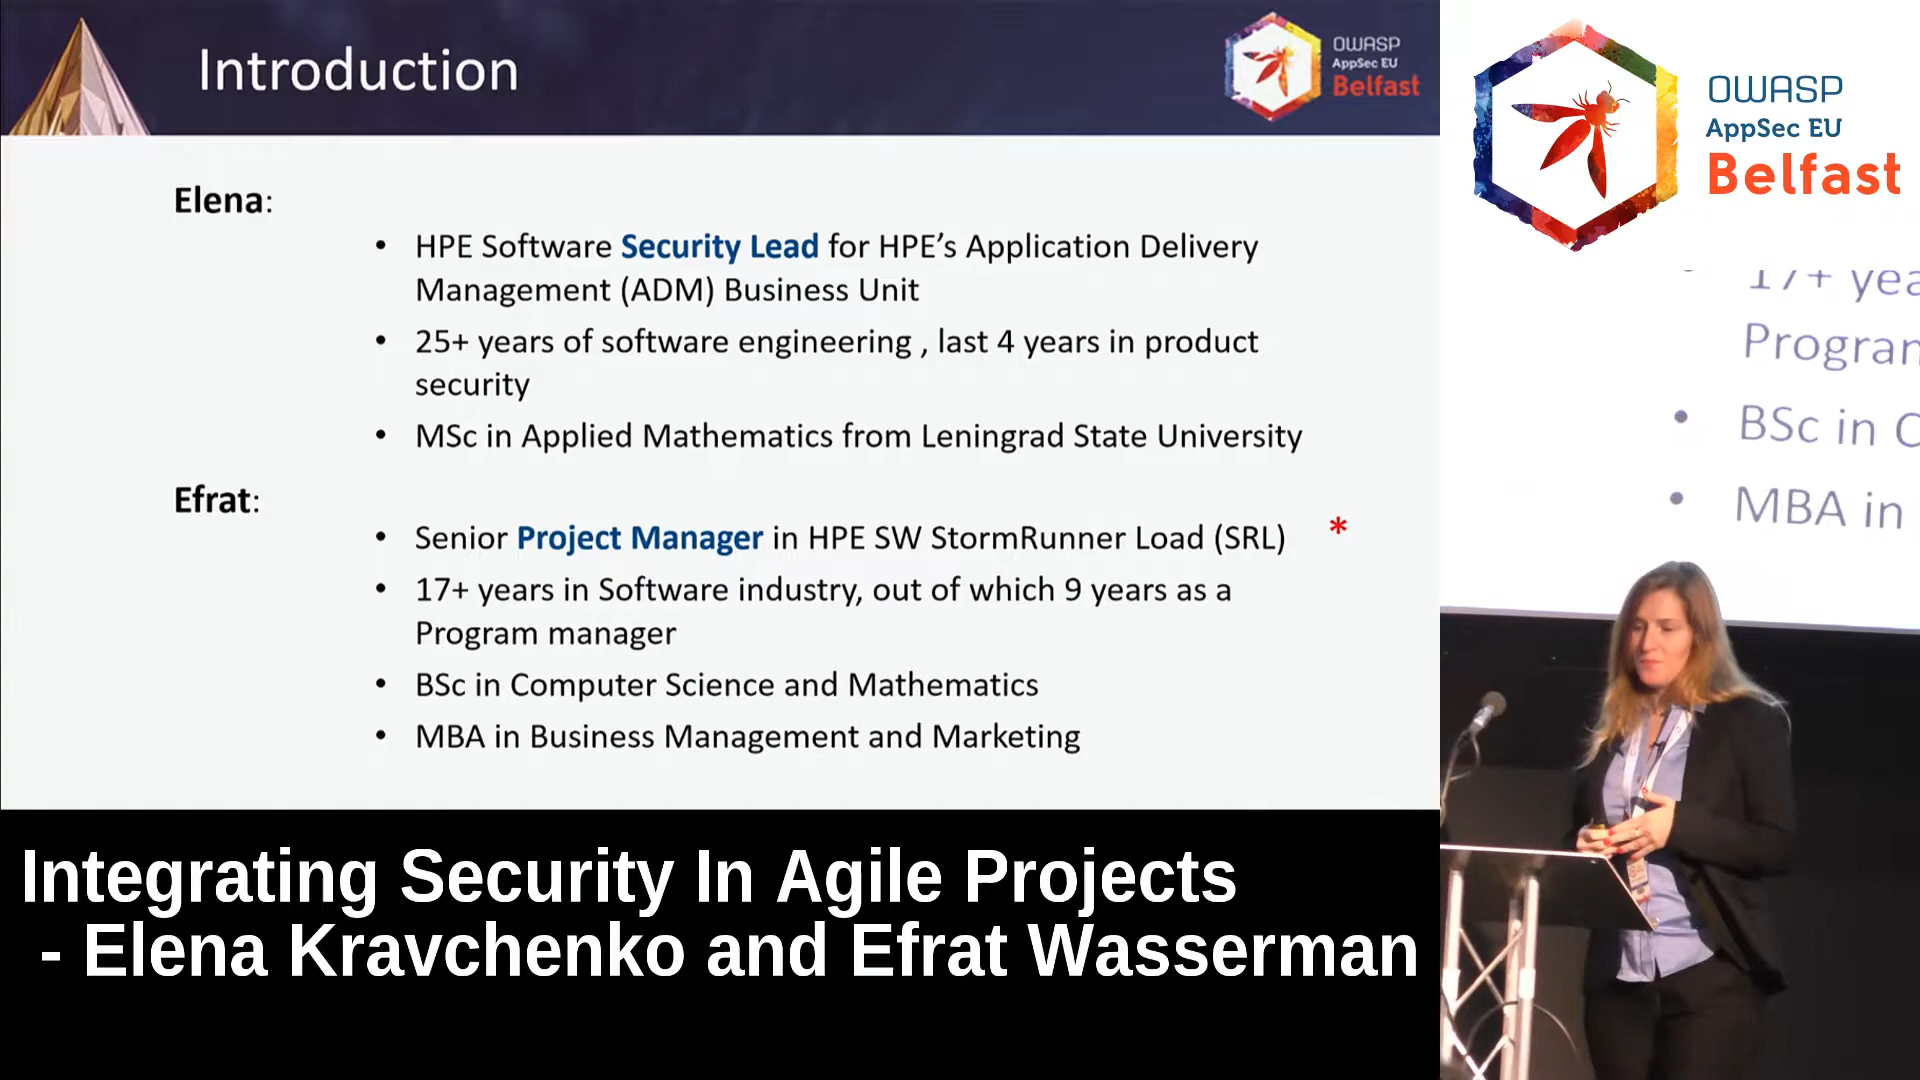 Introduction
OWASP
AppSec EU
Belfast
Elena:
• HPE Software Security Lead for HPE’s Application Delivery
Management (ADM) Business Unit
• 25+ years of software engineering , last 4 years in product
security
• MSc in Applied Mathematics from Leningrad State University
Efrat:
• Senior Project Manager in HPE SW StormRunner Load (SRL) *
• 17+ years in Software industry, out of which 9 years as a
Program manager
• BSc in Computer Science and Mathematics
• MBA in Business Management and Marketing
OWASP
AppSec EU
Belfast
17+ yea
Program
• BSc in C
• MBA in
Integrating Security In Agile Projects
- Elena Kravchenko and Efrat Wasserman